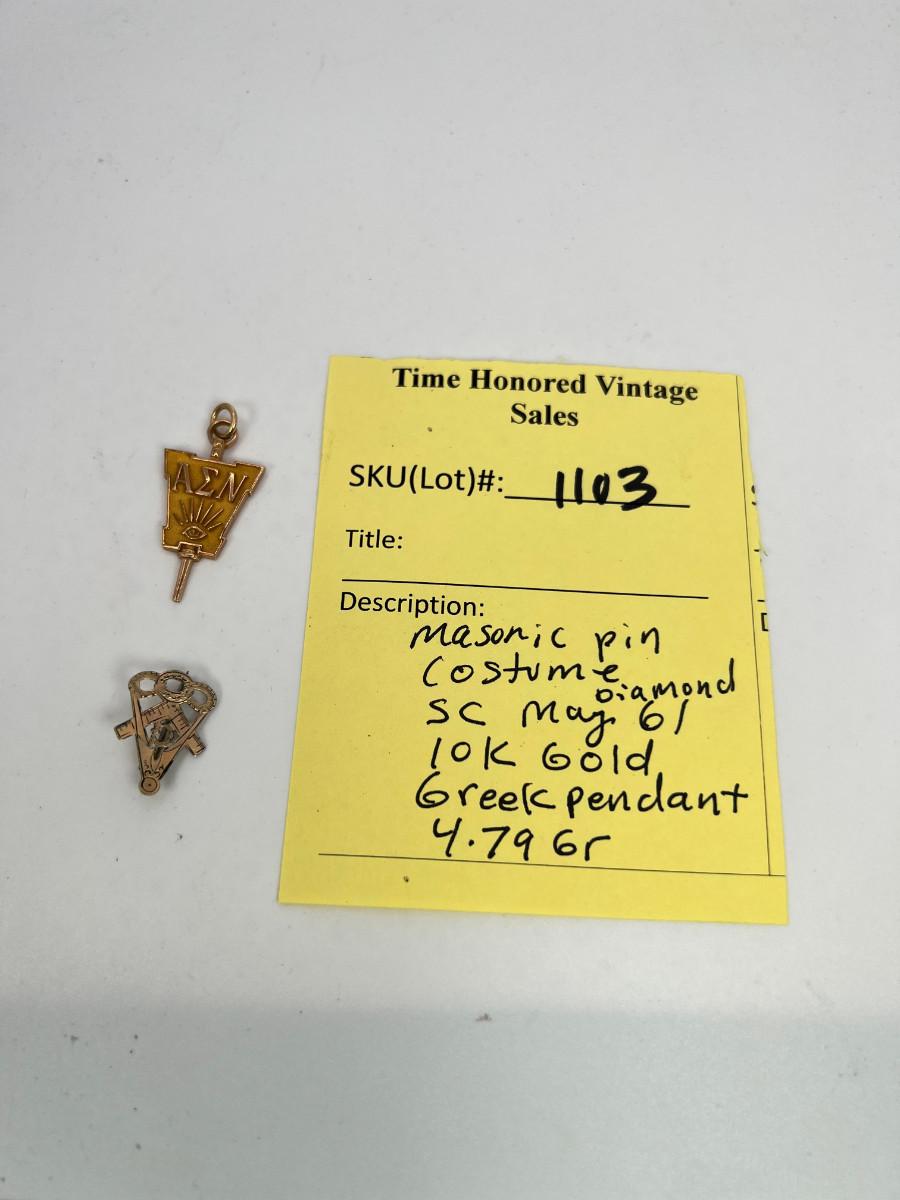 ΑΣΝ
Time Honored Vintage
Sales
SKU(Lot)#: 1103
Title:
Description:
Masonic pin
Costume
Diamond
SC May 61
10K Gold
Greek pendant
4.79 Gr